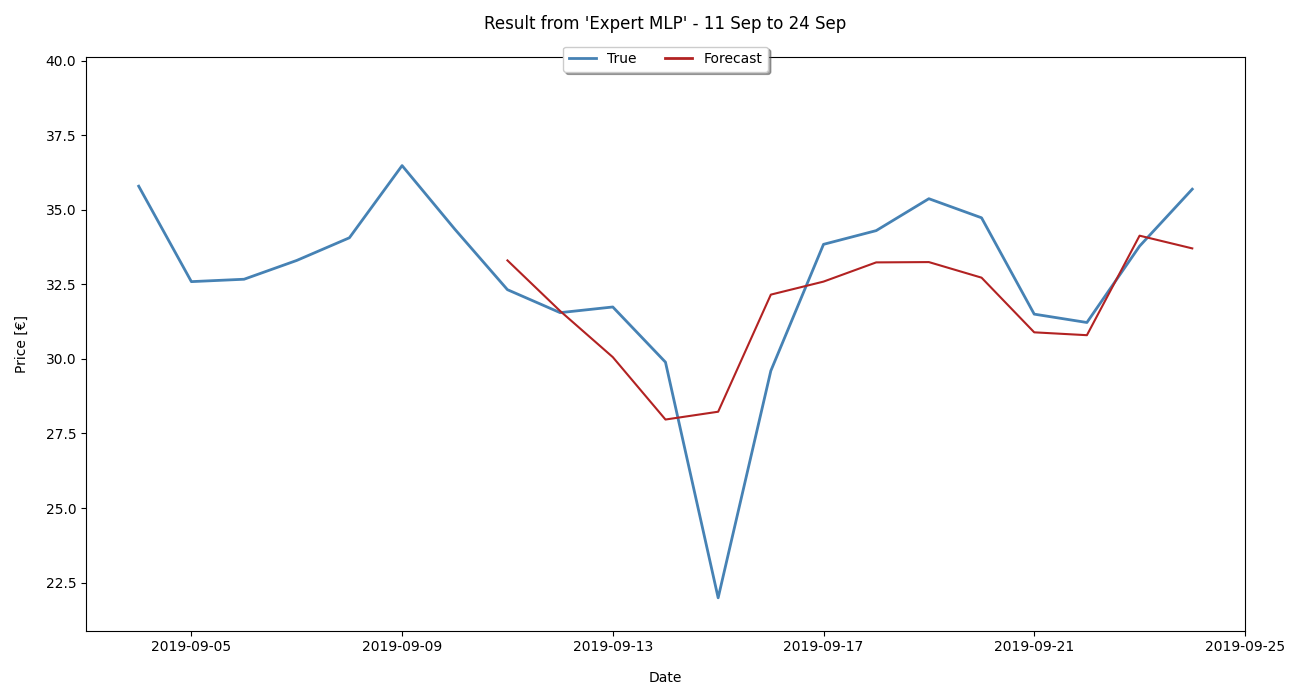 Result from 'Expert MLP' - 11 Sep to 24 Sep
True Forecast
40.0
37.5
35.0
32.5
30.0
27.5
25.0
22.5
Price [€]
2019-09-05 2019-09-09 2019-09-13 2019-09-17 2019-09-21 2019-09-25
Date